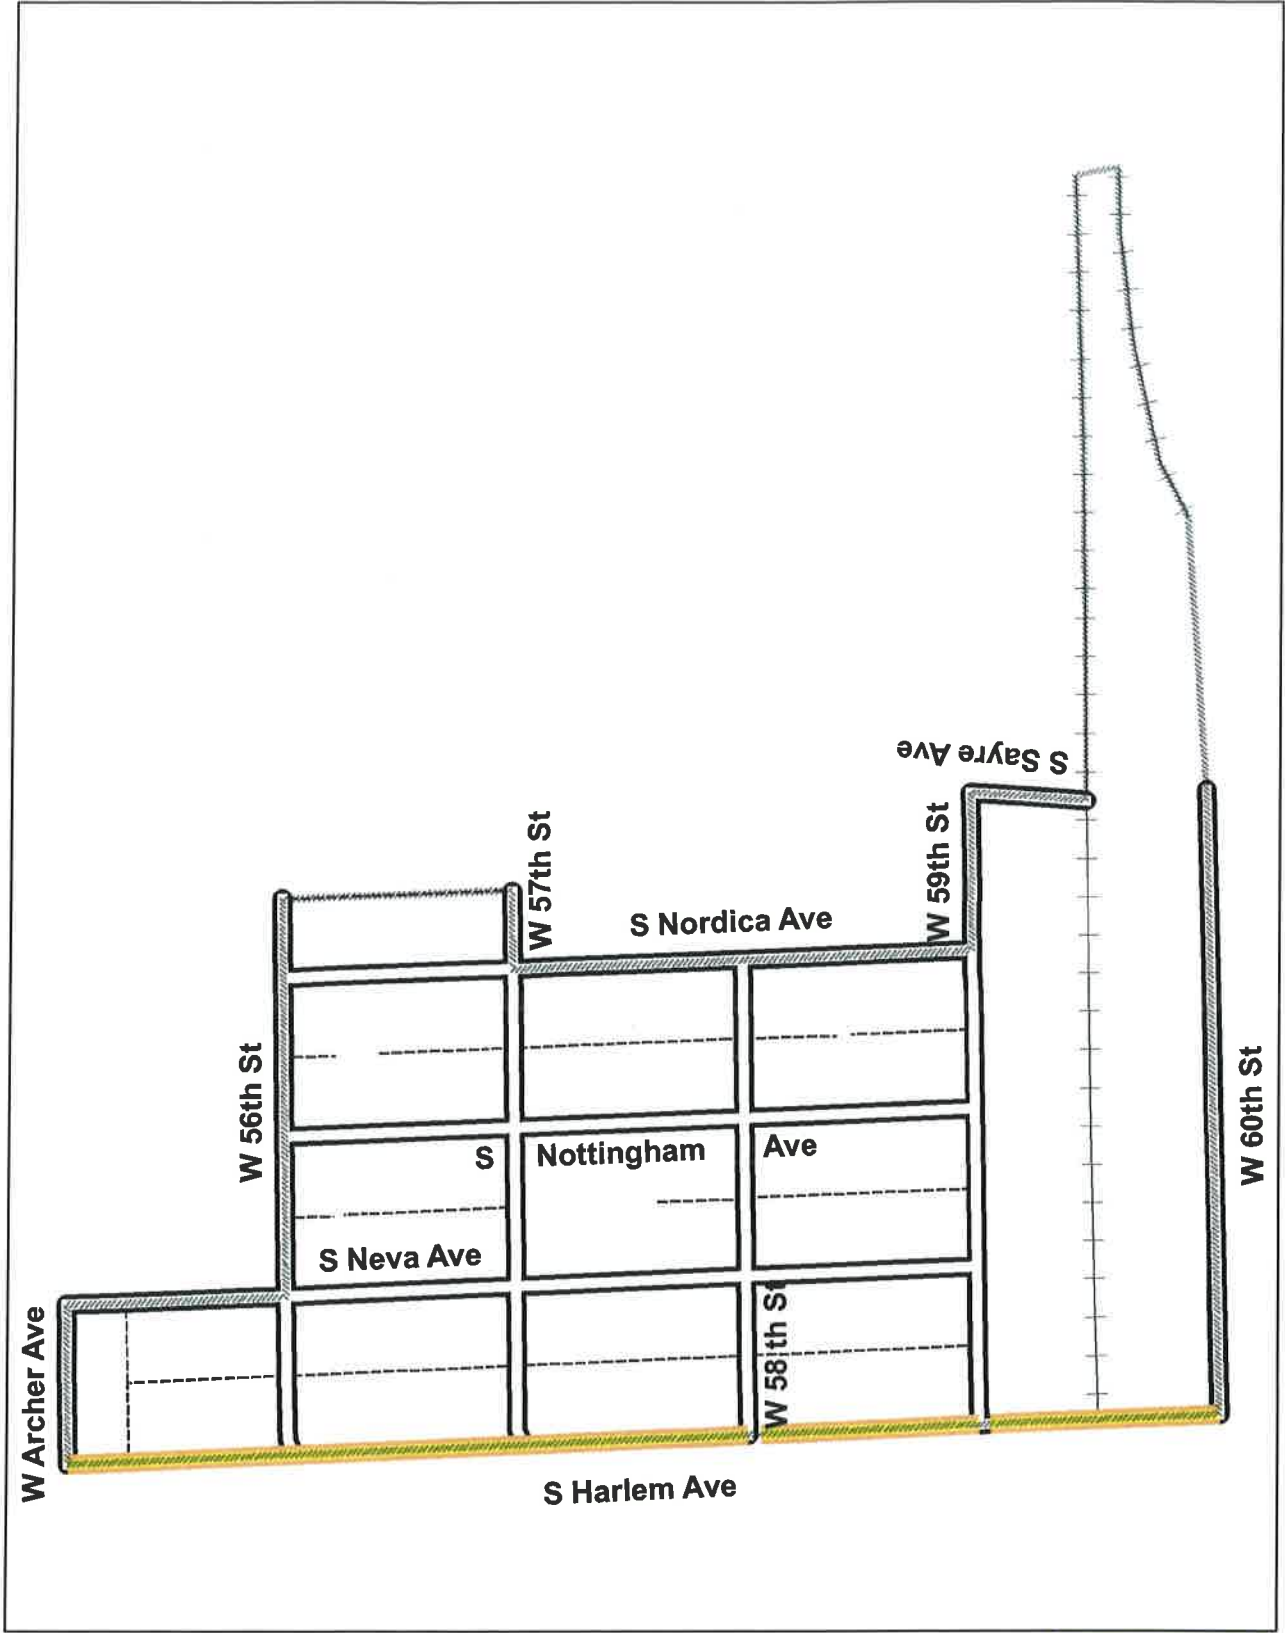 S Sayre Ave
W 57th St
W 59th St
S Nordica Ave
W 56th St
W 60th St
S Nottingham Ave
S Neva Ave
W 58th St
W Archer Ave
S Harlem Ave